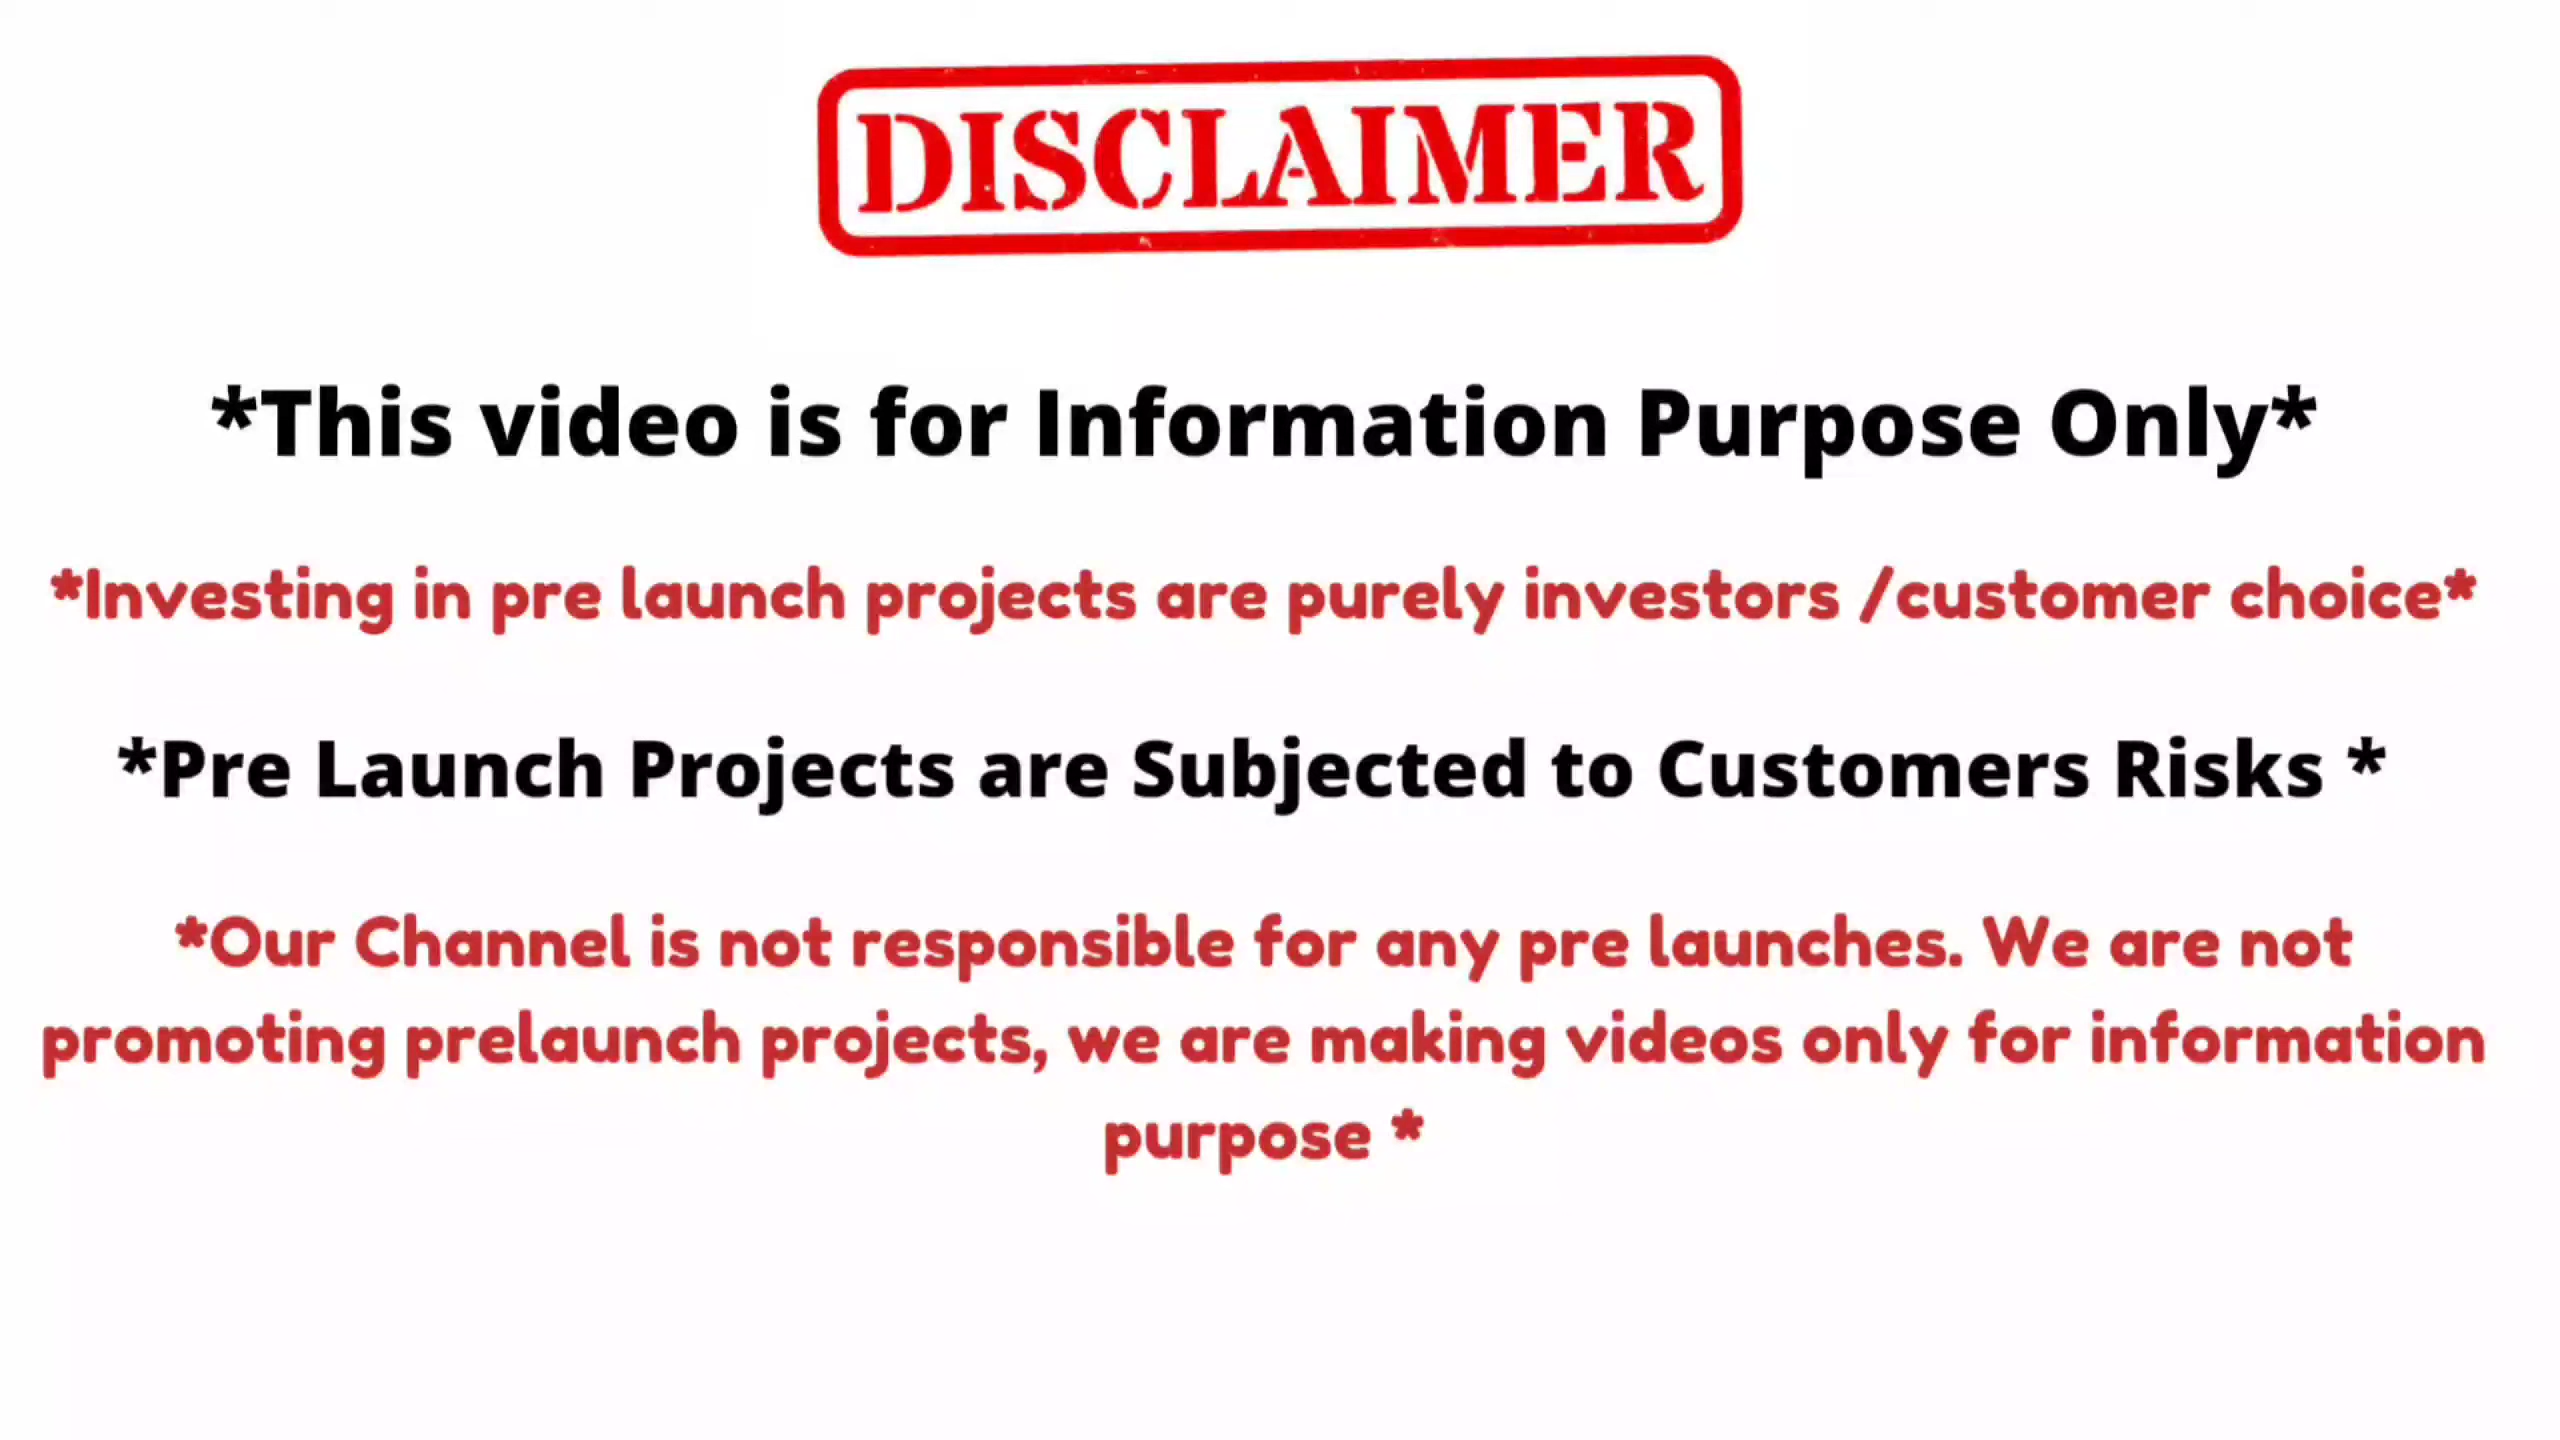 DISCLAIMER
*This video is for Information Purpose Only*
*Investing in pre launch projects are purely investors /customer choice*
*Pre Launch Projects are Subjected to Customers Risks *
*Our Channel is not responsible for any pre launches. We are not
promoting prelaunch projects, we are making videos only for information
purpose *